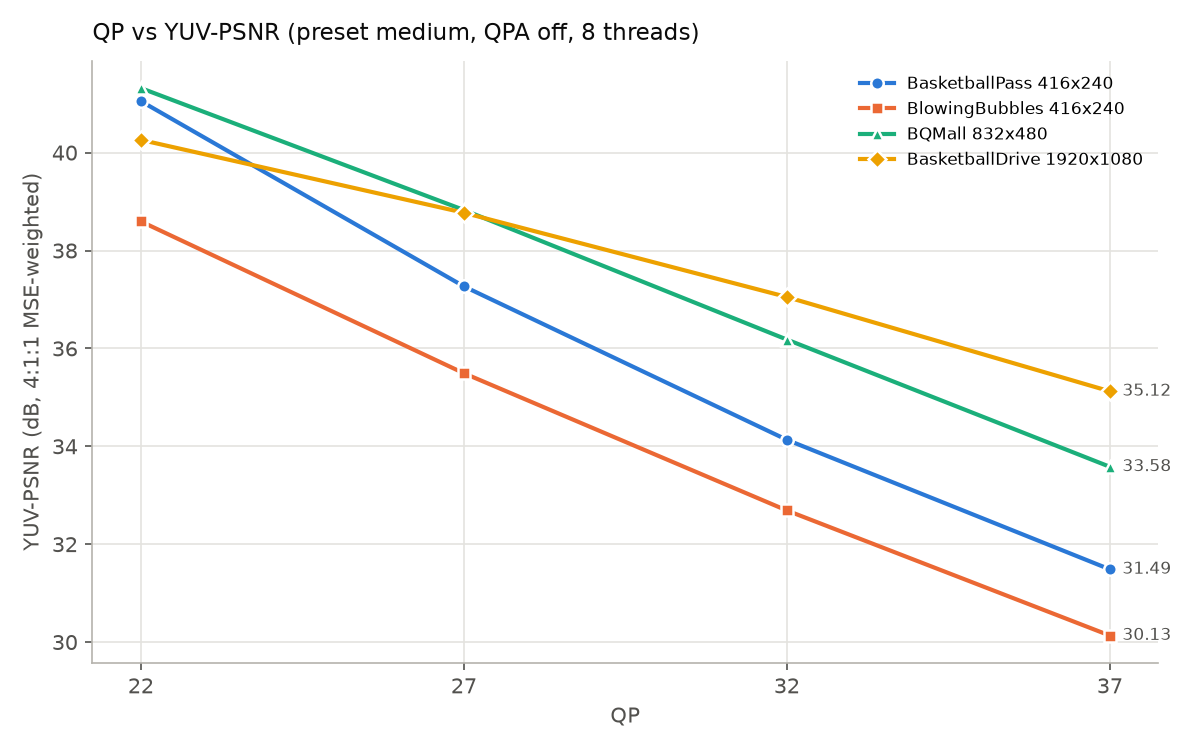 QP vs YUV-PSNR (preset medium, QPA off, 8 threads)
BasketballPass 416x240
BlowingBubbles 416x240
BQMall 832x480
BasketballDrive 1920x1080
YUV-PSNR (dB, 4:1:1 MSE-weighted)
40
38
36
34
32
30
35.12
33.58
31.49
30.13
22
27
32
37
QP